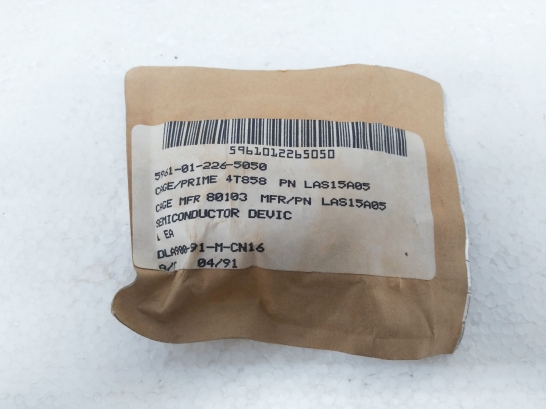 5961012265050
5961-01-226-5050
CAGE/PRIME 4T858 PN LAS15A05
CAGE MFR 80103 MFR/PN LAS15A05
SEMICONDUCTOR DEVIC
1 EA
DLA900-91-M-CN16
04/91